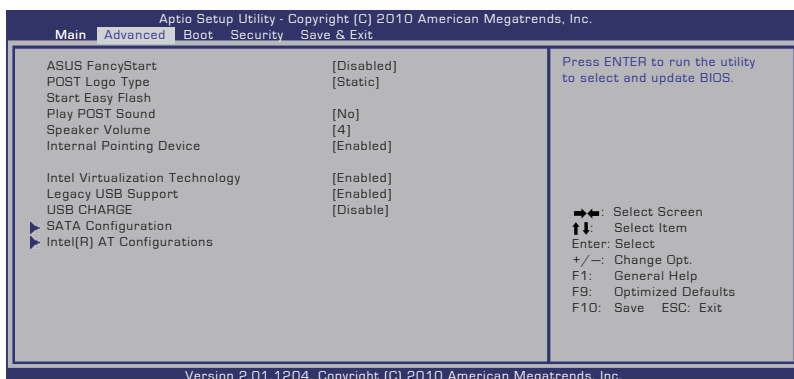 Aptio Setup Utility - Copyright (C) 2010 American Megatrends, Inc.
Main Advanced Boot Security Save & Exit
ASUS FancyStart [Disabled]
POST Logo Type [Static]
Start Easy Flash
Play POST Sound [No]
Speaker Volume [4]
Internal Pointing Device [Enabled]
Intel Virtualization Technology [Enabled]
Legacy USB Support [Enabled]
USB CHARGE [Disable]
SATA Configuration
Intel(R) AT Configurations
Press ENTER to run the utility
to select and update BIOS.
→←: Select Screen
↑↓: Select Item
Enter: Select
+/—: Change Opt.
F1: General Help
F9: Optimized Defaults
F10: Save ESC: Exit
Version 2.01.1204. Copyright (C) 2010 American Megatrends, Inc.